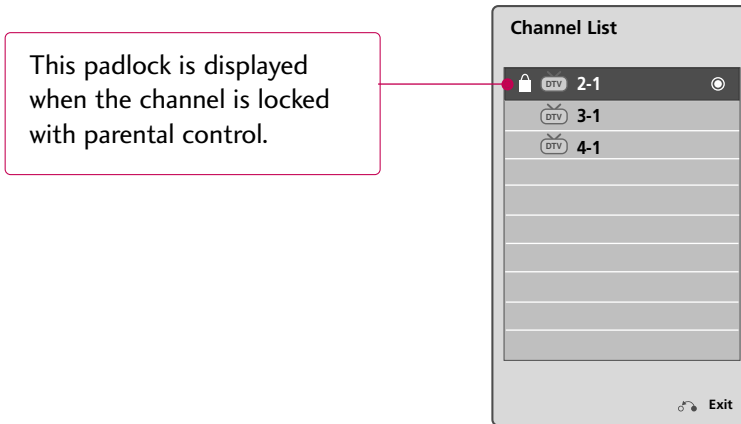 This padlock is displayed
when the channel is locked
with parental control.
Channel List
DTV 2-1
DTV 3-1
DTV 4-1
Exit